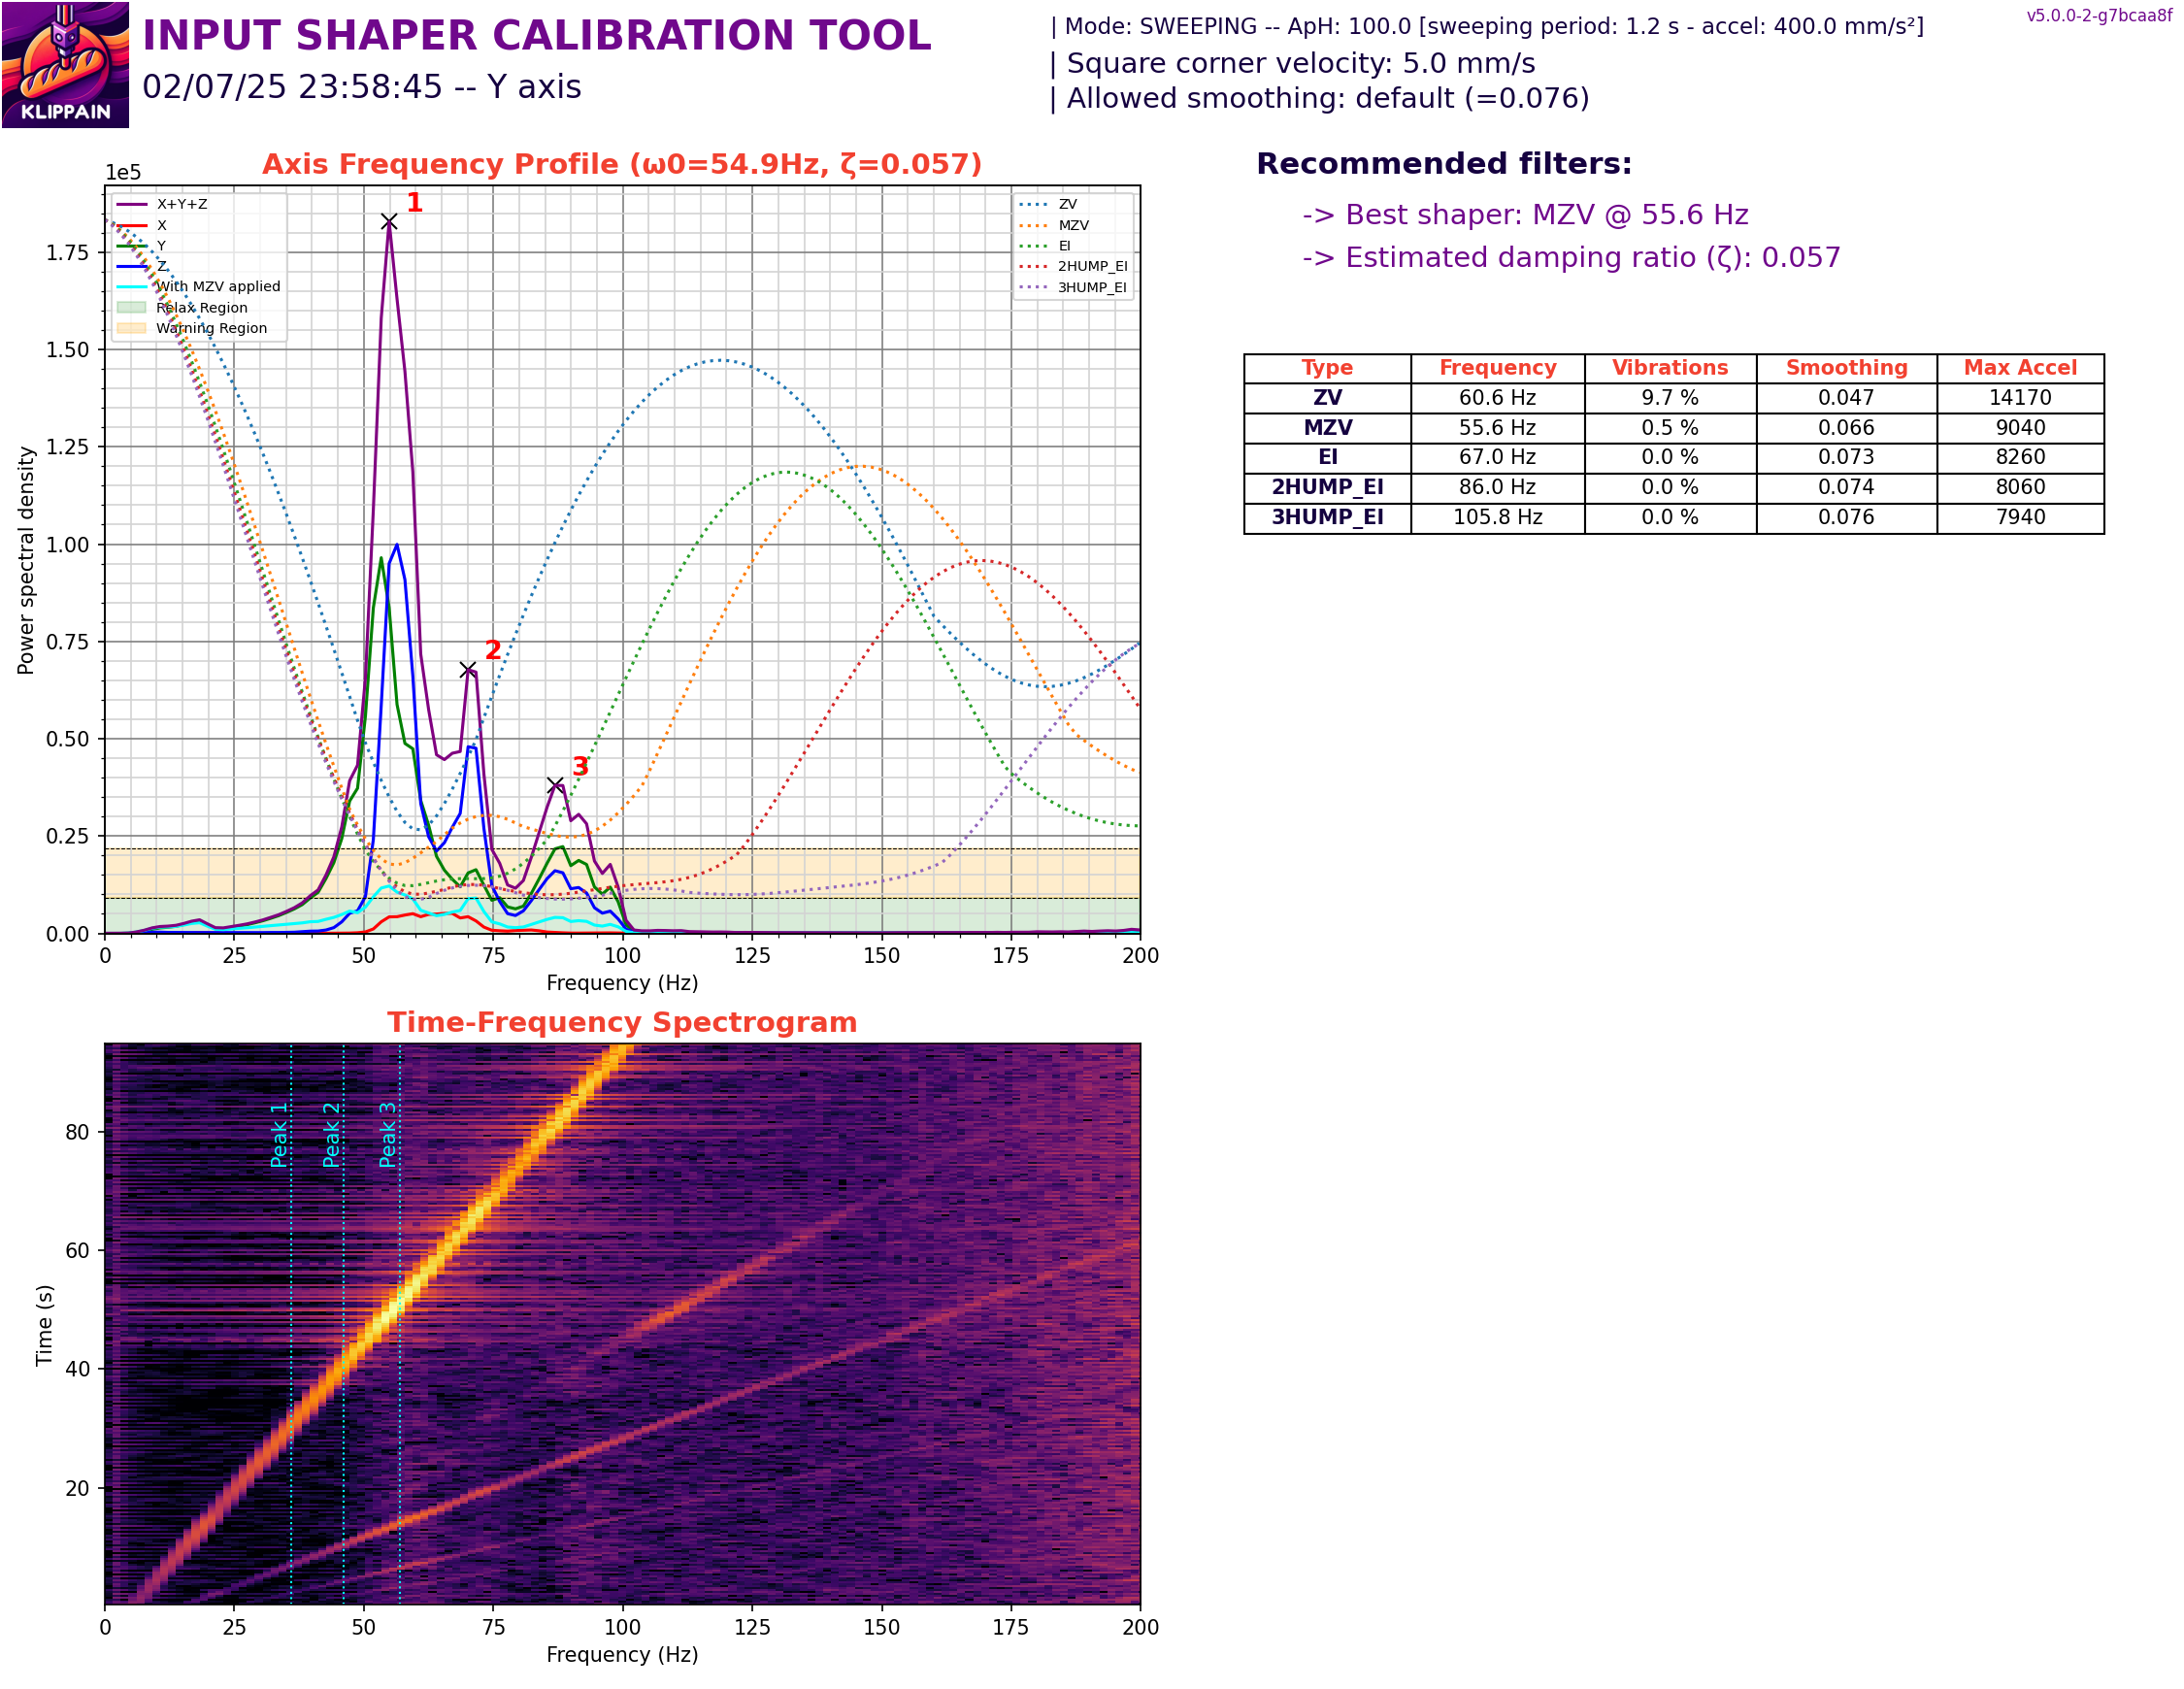 KLIPPAIN
INPUT SHAPER CALIBRATION TOOL
02/07/25 23:58:45 -- Y axis
| Mode: SWEEPING -- ApH: 100.0 [sweeping period: 1.2 s - accel: 400.0 mm/s²]
| Square corner velocity: 5.0 mm/s
| Allowed smoothing: default (=0.076)
v5.0.0-2-g7bcaa8f
Axis Frequency Profile (ω0=54.9Hz, ζ=0.057)
1e5
X+Y+Z
X
Y
Z
With MZV applied
Relax Region
Warning Region
ZV
MZV
EI
2HUMP_EI
3HUMP_EI
1
2
3
1.75
1.50
1.25
1.00
0.75
0.50
0.25
0.00
Power spectral density
0 25 50 75 100 125 150 175 200
Frequency (Hz)
Recommended filters:
-> Best shaper: MZV @ 55.6 Hz
-> Estimated damping ratio (ζ): 0.057
Type Frequency Vibrations Smoothing Max Accel
ZV 60.6 Hz 9.7 % 0.047 14170
MZV 55.6 Hz 0.5 % 0.066 9040
EI 67.0 Hz 0.0 % 0.073 8260
2HUMP_EI 86.0 Hz 0.0 % 0.074 8060
3HUMP_EI 105.8 Hz 0.0 % 0.076 7940
Time-Frequency Spectrogram
Peak 1
Peak 2
Peak 3
80
60
40
20
Time (s)
0 25 50 75 100 125 150 175 200
Frequency (Hz)